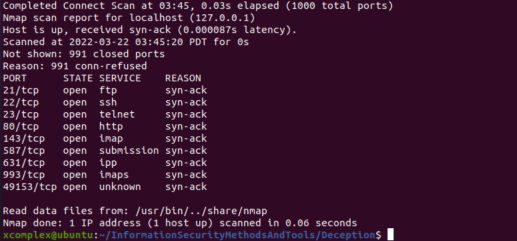 Completed Connect Scan at 03:45, 0.03s elapsed (1000 total ports)
Nmap scan report for localhost (127.0.0.1)
Host is up, received syn-ack (0.000087s latency).
Scanned at 2022-03-22 03:45:20 PDT for 0s
Not shown: 991 closed ports
Reason: 991 conn-refused
PORT      STATE SERVICE    REASON
21/tcp    open  ftp        syn-ack
22/tcp    open  ssh        syn-ack
23/tcp    open  telnet     syn-ack
80/tcp    open  http       syn-ack
143/tcp   open  imap       syn-ack
587/tcp   open  submission syn-ack
631/tcp   open  ipp        syn-ack
993/tcp   open  imaps      syn-ack
49153/tcp open  unknown    syn-ack
Read data files from: /usr/bin/../share/nmap
Nmap done: 1 IP address (1 host up) scanned in 0.06 seconds
xcomplex@ubuntu:~/InformationSecurityMethodsAndTools/Deception$